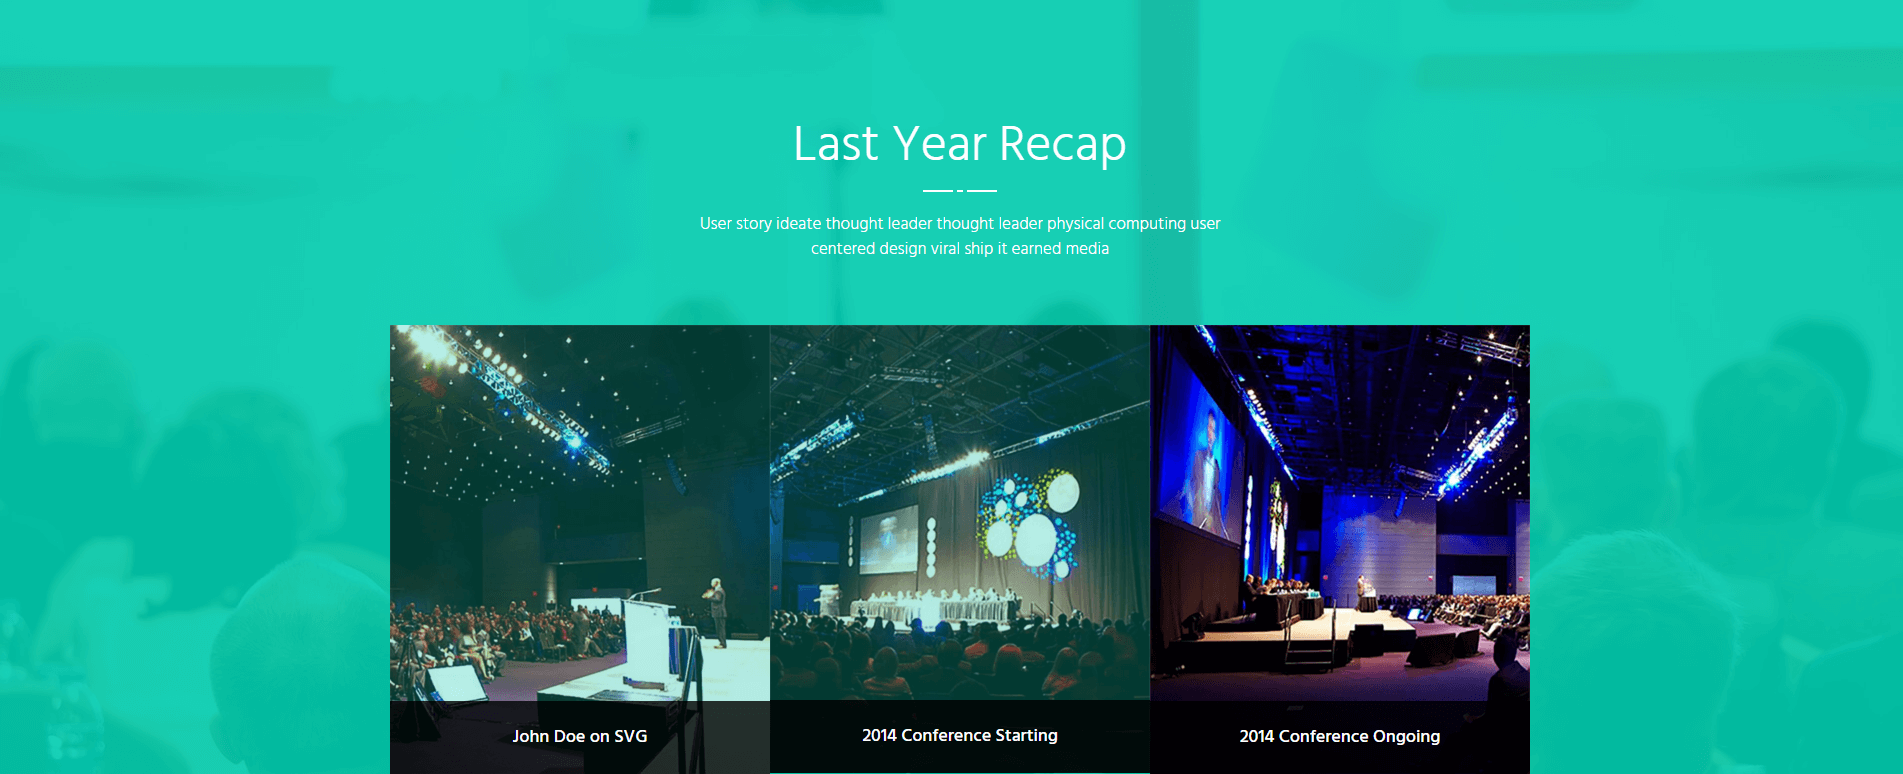 Last Year Recap
User story ideate thought leader thought leader physical computing user
centered design viral ship it earned media
John Doe on SVG
2014 Conference Starting
2014 Conference Ongoing